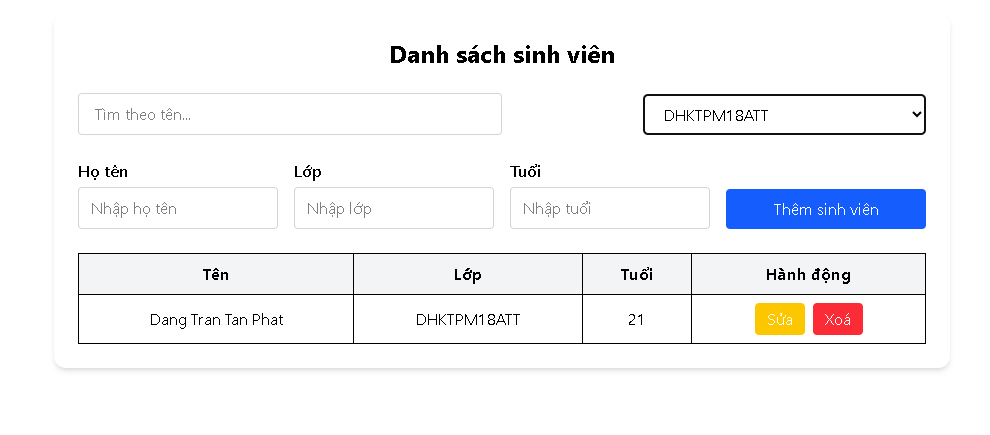 Danh sách sinh viên
Tìm theo tên... DHKTPM18ATT
Họ tên Lớp Tuổi
Nhập họ tên Nhập lớp Nhập tuổi Thêm sinh viên
Tên Lớp Tuổi Hành động
Dang Tran Tan Phat DHKTPM18ATT 21 Sửa Xoá